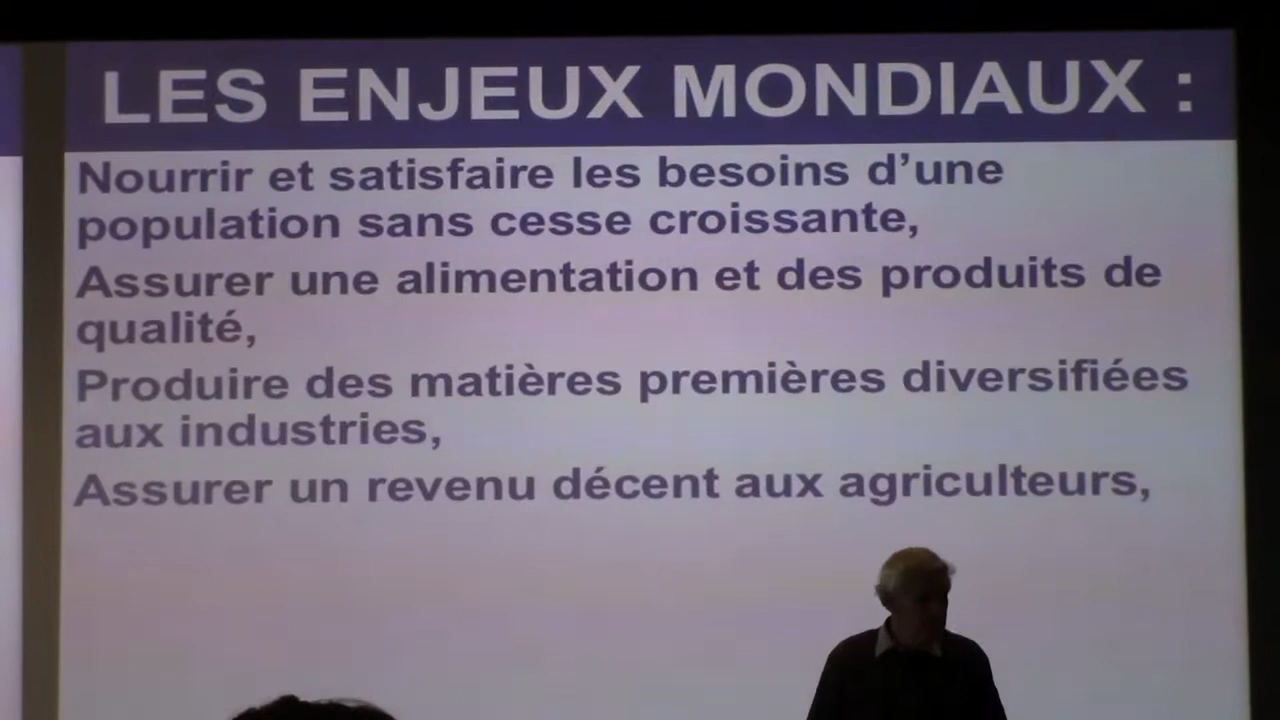 LES ENJEUX MONDIAUX :
Nourrir et satisfaire les besoins d’une
population sans cesse croissante,
Assurer une alimentation et des produits de
qualité,
Produire des matières premières diversifiées
aux industries,
Assurer un revenu décent aux agriculteurs,